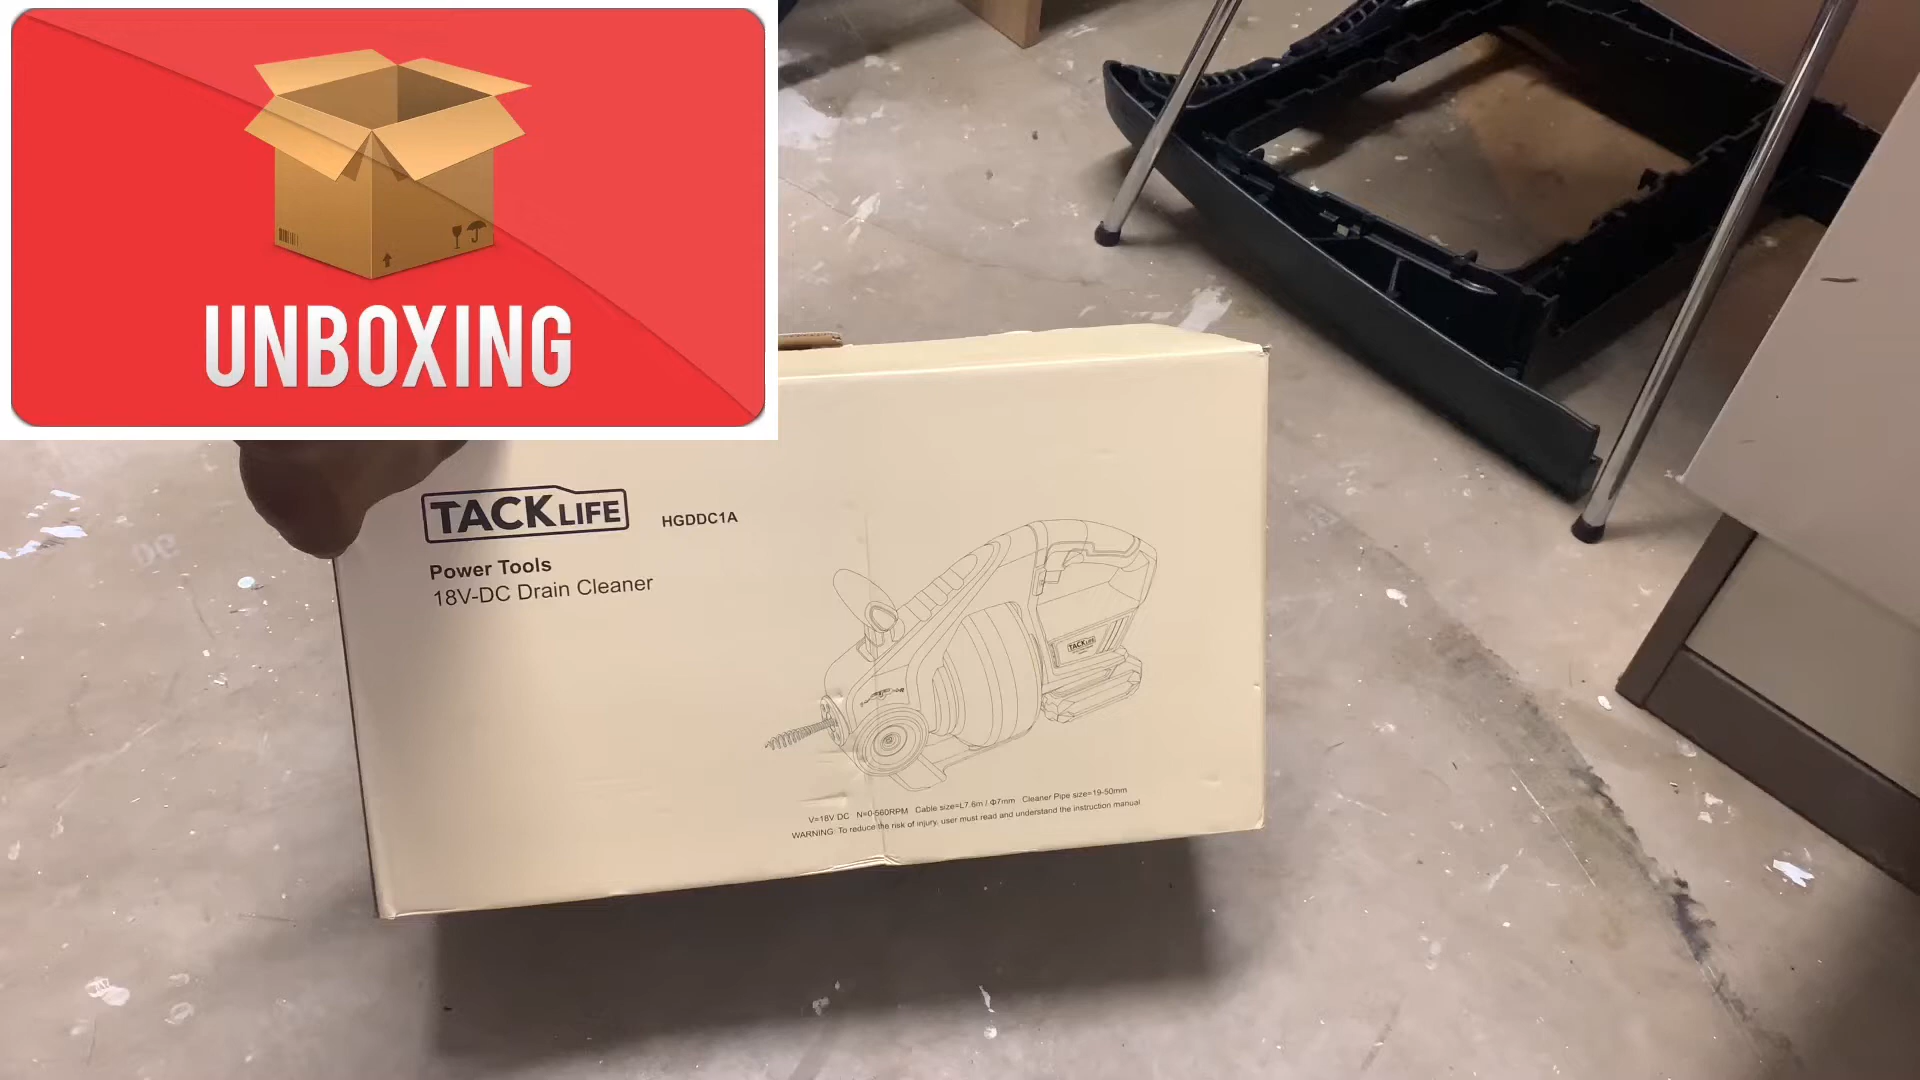 UNBOXING
TACKLIFE
HGDDC1A
Power Tools
18V-DC Drain Cleaner
TACKLIFE
V=18V DC N=0-560RPM Cable size=L7.6m / Φ7mm Cleaner Pipe size=19-50mm
WARNING: To reduce the risk of injury, user must read and understand the instruction manual